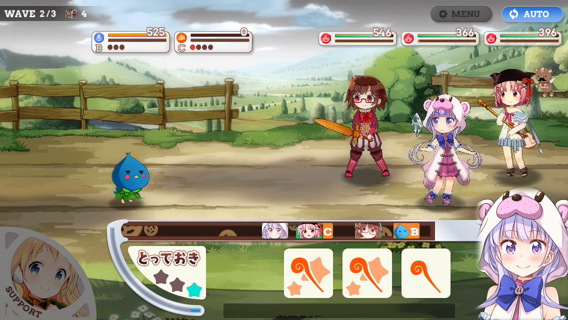 WAVE 2/3 4
MENU
AUTO
525
B
0
C
546
366
396
C
B
とっておき
SUPPORT